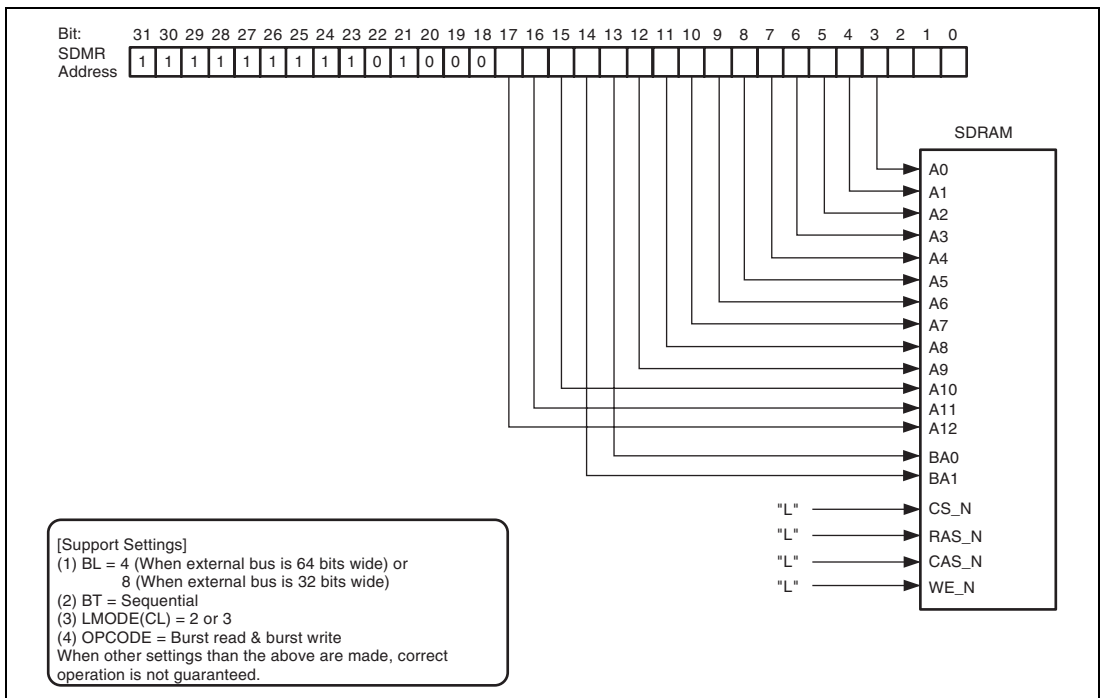 Bit: 31 30 29 28 27 26 25 24 23 22 21 20 19 18 17 16 15 14 13 12 11 10 9 8 7 6 5 4 3 2 1 0
SDMR
Address 1 1 1 1 1 1 1 1 1 0 1 0 0 0
SDRAM
A0
A1
A2
A3
A4
A5
A6
A7
A8
A9
A10
A11
A12
BA0
BA1
"L" CS_N
"L" RAS_N
"L" CAS_N
"L" WE_N
[Support Settings]
(1) BL = 4 (When external bus is 64 bits wide) or
8 (When external bus is 32 bits wide)
(2) BT = Sequential
(3) LMODE(CL) = 2 or 3
(4) OPCODE = Burst read & burst write
When other settings than the above are made, correct
operation is not guaranteed.